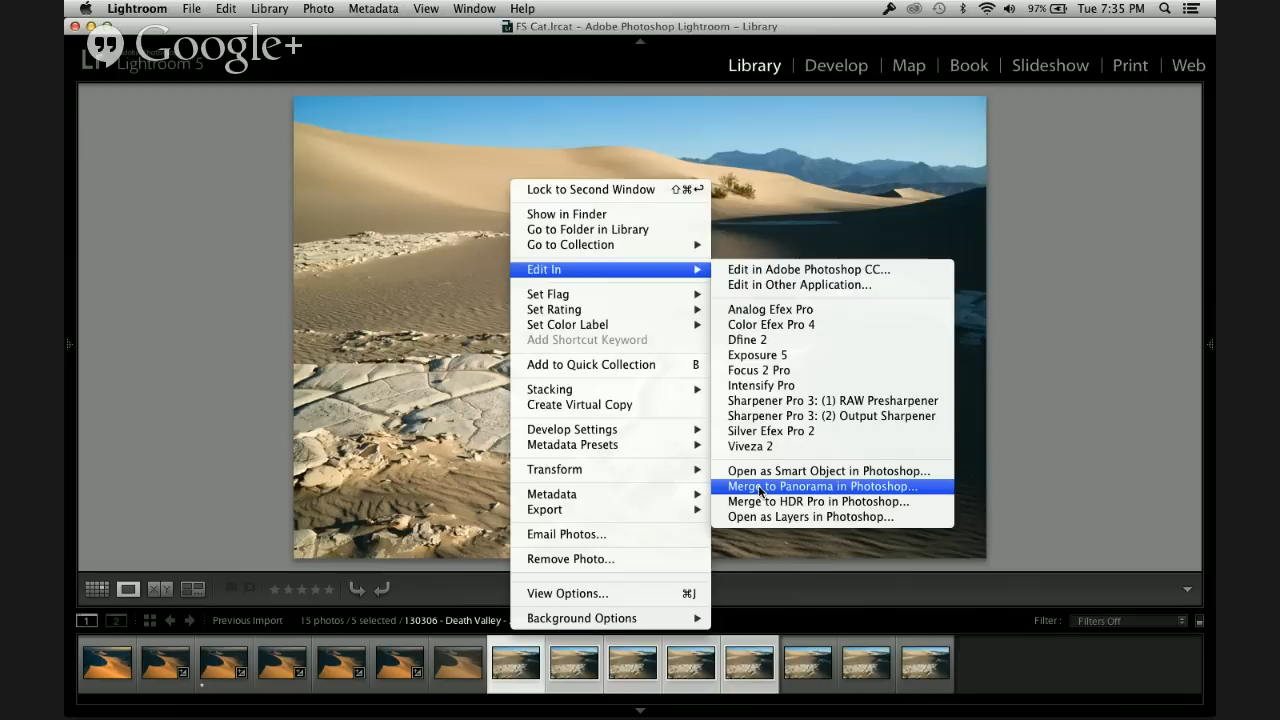 Lightroom File Edit Library Photo Metadata View Window Help 97% Tue 7:35 PM
FS Cat.lrcat - Adobe Photoshop Lightroom - Library
Google+
Lightroom 5
Library | Develop | Map | Book | Slideshow | Print | Web
Lock to Second Window ⇧⌘↩
Show in Finder
Go to Folder in Library
Go to Collection
Edit In
Set Flag
Set Rating
Set Color Label
Add Shortcut Keyword
Add to Quick Collection B
Stacking
Create Virtual Copy
Develop Settings
Metadata Presets
Transform
Metadata
Export
Email Photos...
Remove Photo...
View Options... ⌘J
Background Options
Edit in Adobe Photoshop CC...
Edit in Other Application...
Analog Efex Pro
Color Efex Pro 4
Dfine 2
Exposure 5
Focus 2 Pro
Intensify Pro
Sharpener Pro 3: (1) RAW Presharpener
Sharpener Pro 3: (2) Output Sharpener
Silver Efex Pro 2
Viveza 2
Open as Smart Object in Photoshop...
Merge to Panorama in Photoshop...
Merge to HDR Pro in Photoshop...
Open as Layers in Photoshop...
X Y
1 2 Previous Import 15 photos / 5 selected / 130306 - Death Valley - Filter : Filters Off